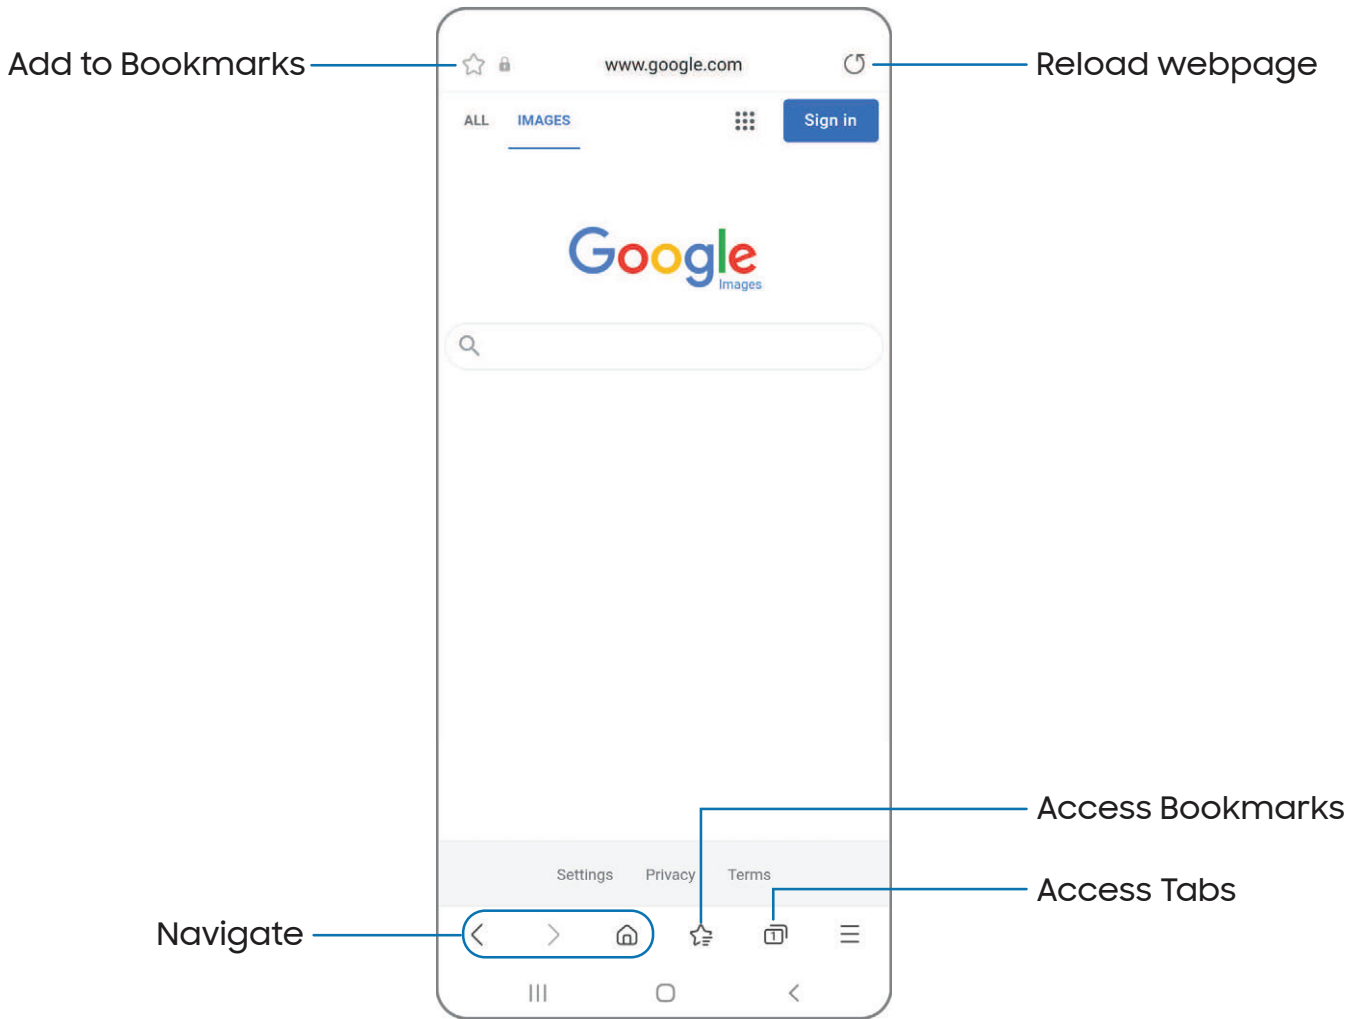 Add to Bookmarks
www.google.com
Reload webpage
ALL IMAGES
Sign in
Google
Images
Access Bookmarks
Settings Privacy Terms
Access Tabs
Navigate
1